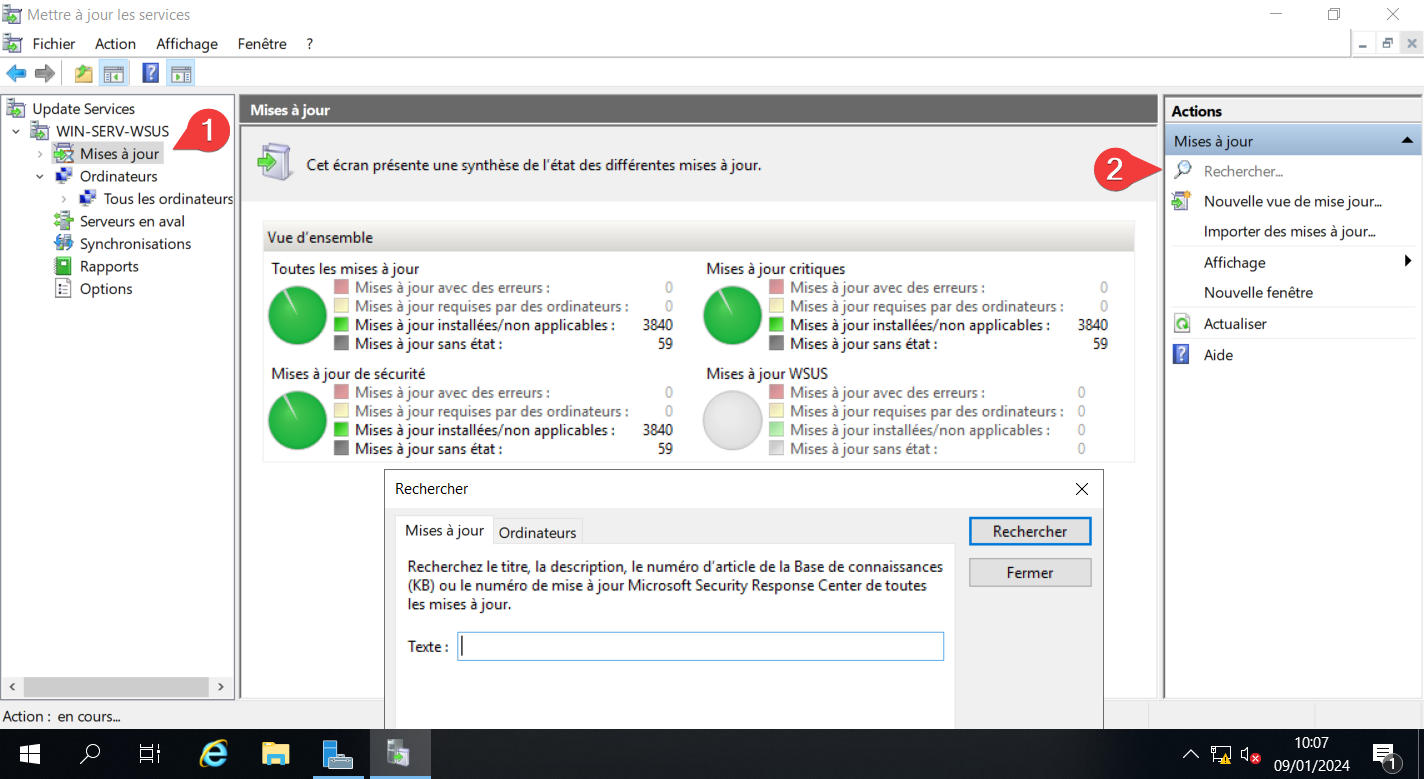 Mettre à jour les services
Fichier Action Affichage Fenêtre ?
Update Services
WIN-SERV-WSUS
Mises à jour
Ordinateurs
Tous les ordinateurs
Serveurs en aval
Synchronisations
Rapports
Options
1
Mises à jour
Cet écran présente une synthèse de l'état des différentes mises à jour.
Vue d'ensemble
Toutes les mises à jour
Mises à jour avec des erreurs : 0
Mises à jour requises par des ordinateurs : 0
Mises à jour installées/non applicables : 3840
Mises à jour sans état : 59
Mises à jour critiques
Mises à jour avec des erreurs : 0
Mises à jour requises par des ordinateurs : 0
Mises à jour installées/non applicables : 3840
Mises à jour sans état : 59
Mises à jour de sécurité
Mises à jour avec des erreurs : 0
Mises à jour requises par des ordinateurs : 0
Mises à jour installées/non applicables : 3840
Mises à jour sans état : 59
Mises à jour WSUS
Mises à jour avec des erreurs : 0
Mises à jour requises par des ordinateurs : 0
Mises à jour installées/non applicables : 0
Mises à jour sans état : 0
Actions
Mises à jour
2
Rechercher...
Nouvelle vue de mise jour...
Importer des mises à jour...
Affichage
Nouvelle fenêtre
Actualiser
? Aide
Rechercher
Mises à jour Ordinateurs
Recherchez le titre, la description, le numéro d'article de la Base de connaissances
(KB) ou le numéro de mise à jour Microsoft Security Response Center de toutes
les mises à jour.
Texte :
Rechercher
Fermer
Action : en cours...
10:07
09/01/2024
1